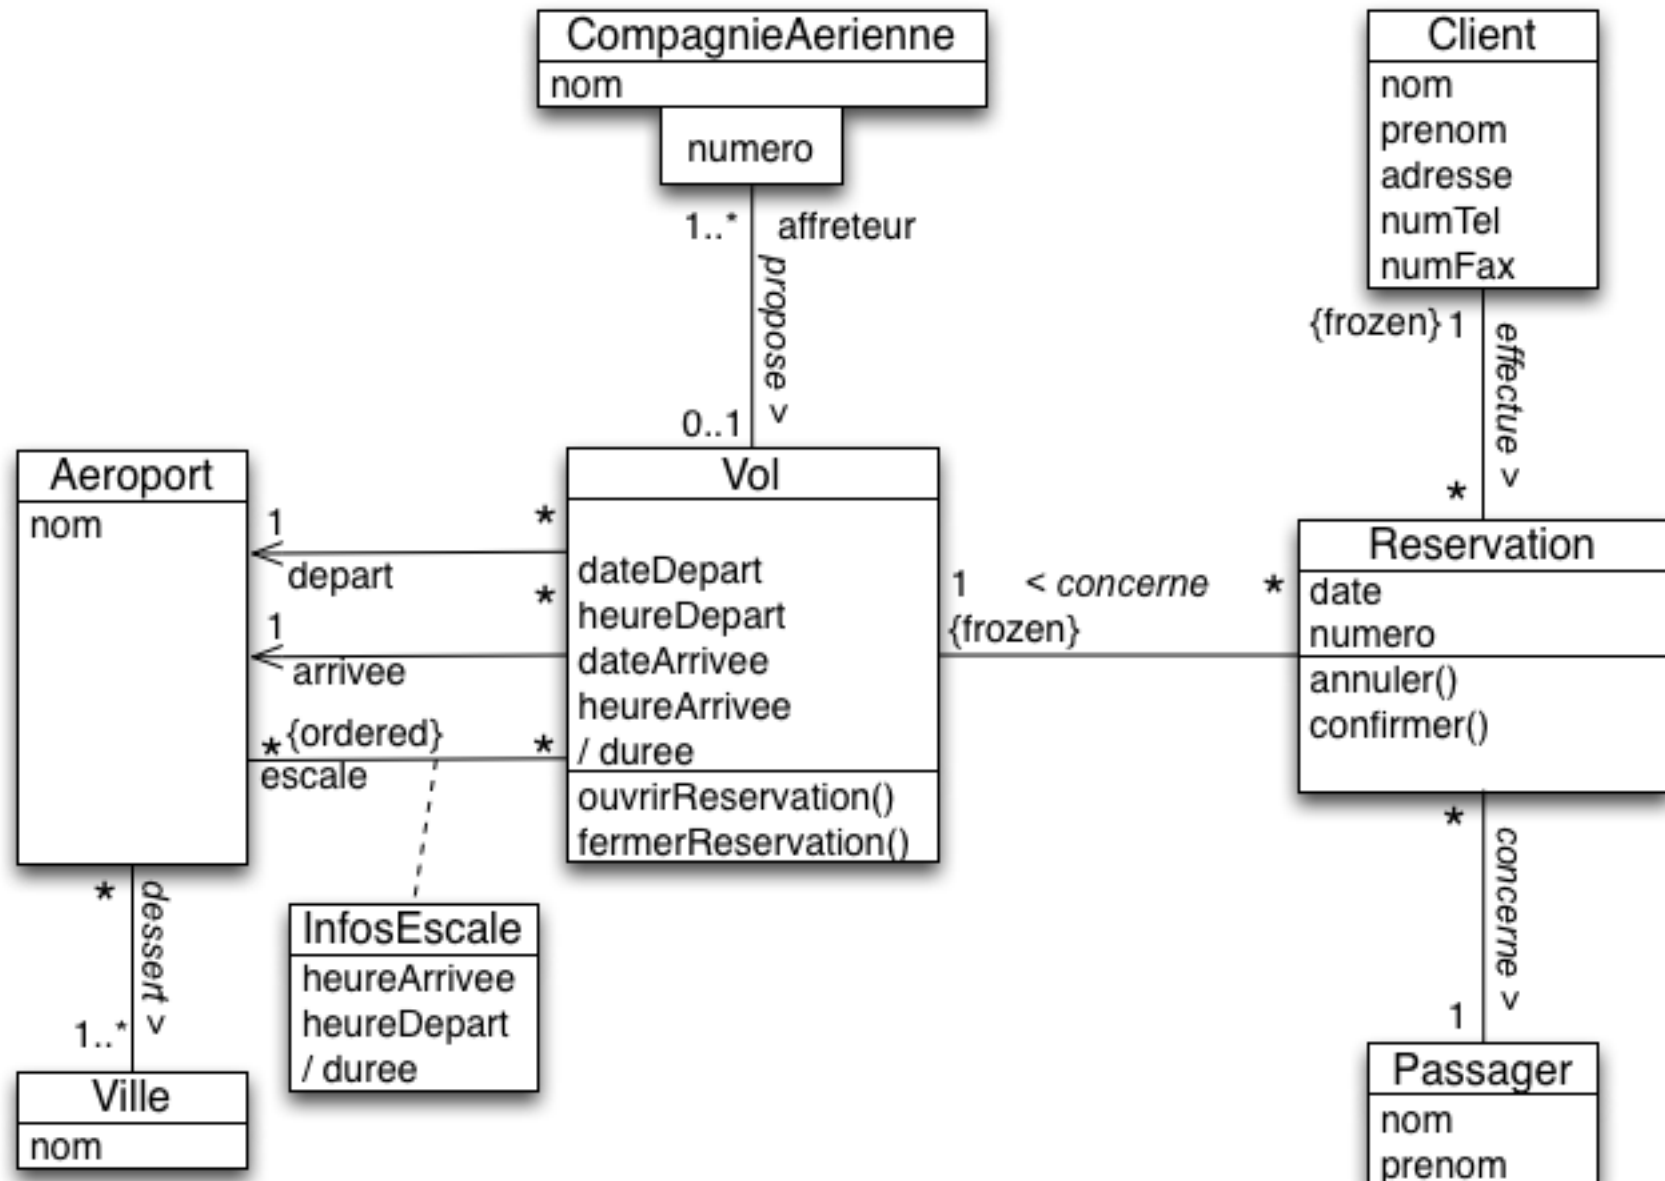 CompagnieAerienne
nom
numero
1..* affreteur
propose >
0..1
Client
nom
prenom
adresse
numTel
numFax
{frozen} 1
effectue >
*
Aeroport
nom
1
*
depart
1
*
arrivee
* {ordered}
*
escale
Vol
dateDepart
heureDepart
dateArrivee
heureArrivee
/ duree
ouvrirReservation()
fermerReservation()
1 < concerne *
{frozen}
Reservation
date
numero
annuler()
confirmer()
*
concerne >
1
*
dessert >
1..*
InfosEscale
heureArrivee
heureDepart
/ duree
Ville
nom
Passager
nom
prenom